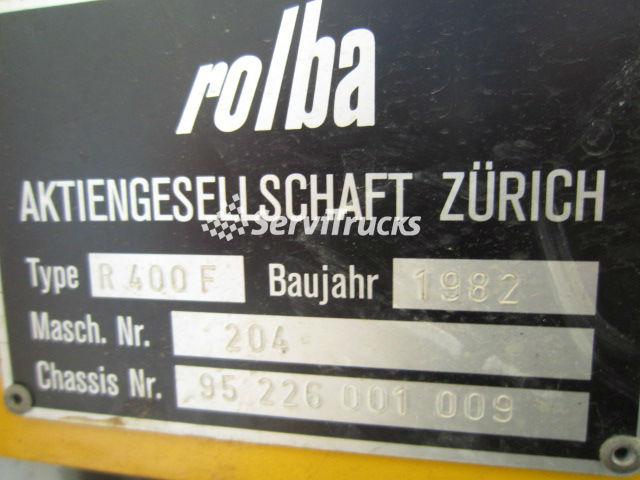 rolba
AKTIENGESELLSCHAFT ZÜRICH
ServiTrucks
Type R 400 F Baujahr 1982
Masch. Nr. 204
Chassis Nr. 95 226 001 009